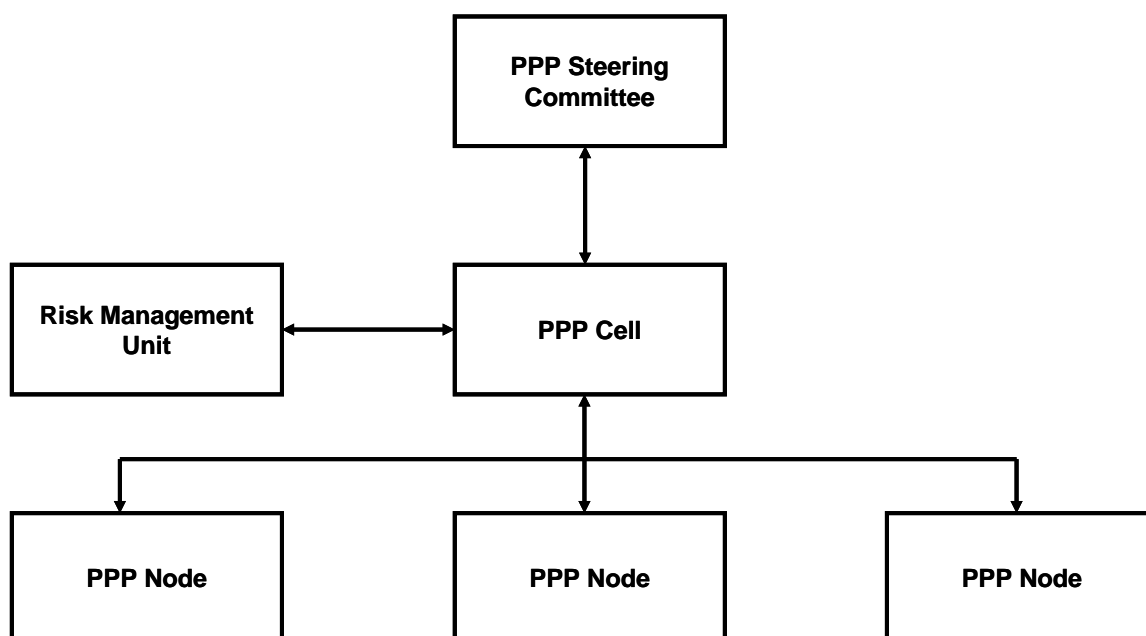 PPP Steering
Committee
Risk Management
Unit
PPP Cell
PPP Node
PPP Node
PPP Node